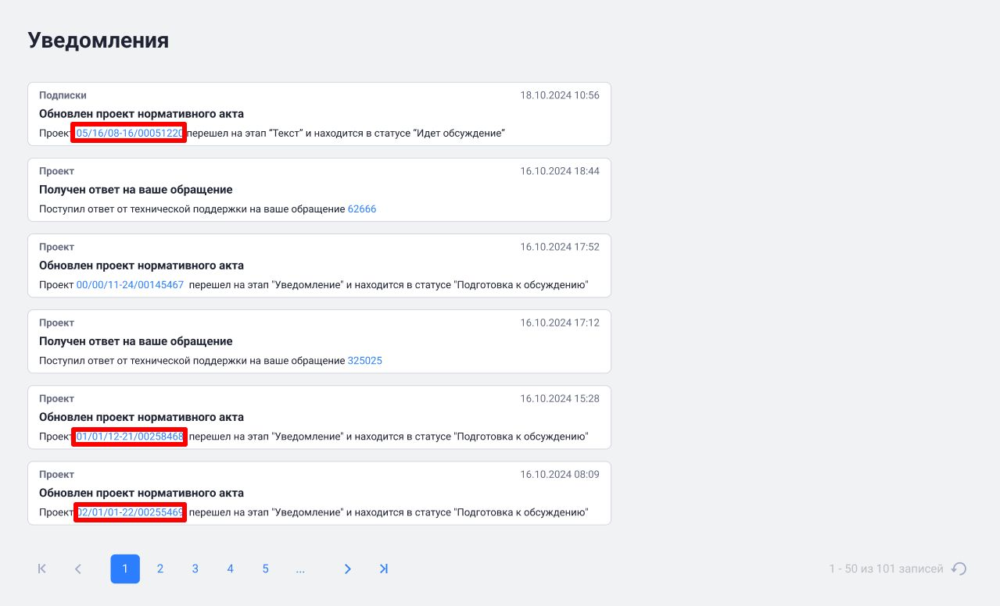 Уведомления
Подписки 18.10.2024 10:56
Обновлен проект нормативного акта
Проект 05/16/08-16/00051220 перешел на этап “Текст” и находится в статусе “Идет обсуждение”
Проект 16.10.2024 18:44
Получен ответ на ваше обращение
Поступил ответ от технической поддержки на ваше обращение 62666
Проект 16.10.2024 17:52
Обновлен проект нормативного акта
Проект 00/00/11-24/00145467 перешел на этап "Уведомление" и находится в статусе "Подготовка к обсуждению"
Проект 16.10.2024 17:12
Получен ответ на ваше обращение
Поступил ответ от технической поддержки на ваше обращение 325025
Проект 16.10.2024 15:28
Обновлен проект нормативного акта
Проект 01/01/12-21/00258468 перешел на этап "Уведомление" и находится в статусе "Подготовка к обсуждению"
Проект 16.10.2024 08:09
Обновлен проект нормативного акта
Проект 02/01/01-22/00255469 перешел на этап "Уведомление" и находится в статусе "Подготовка к обсуждению"
1 2 3 4 5 ... 1 - 50 из 101 записей